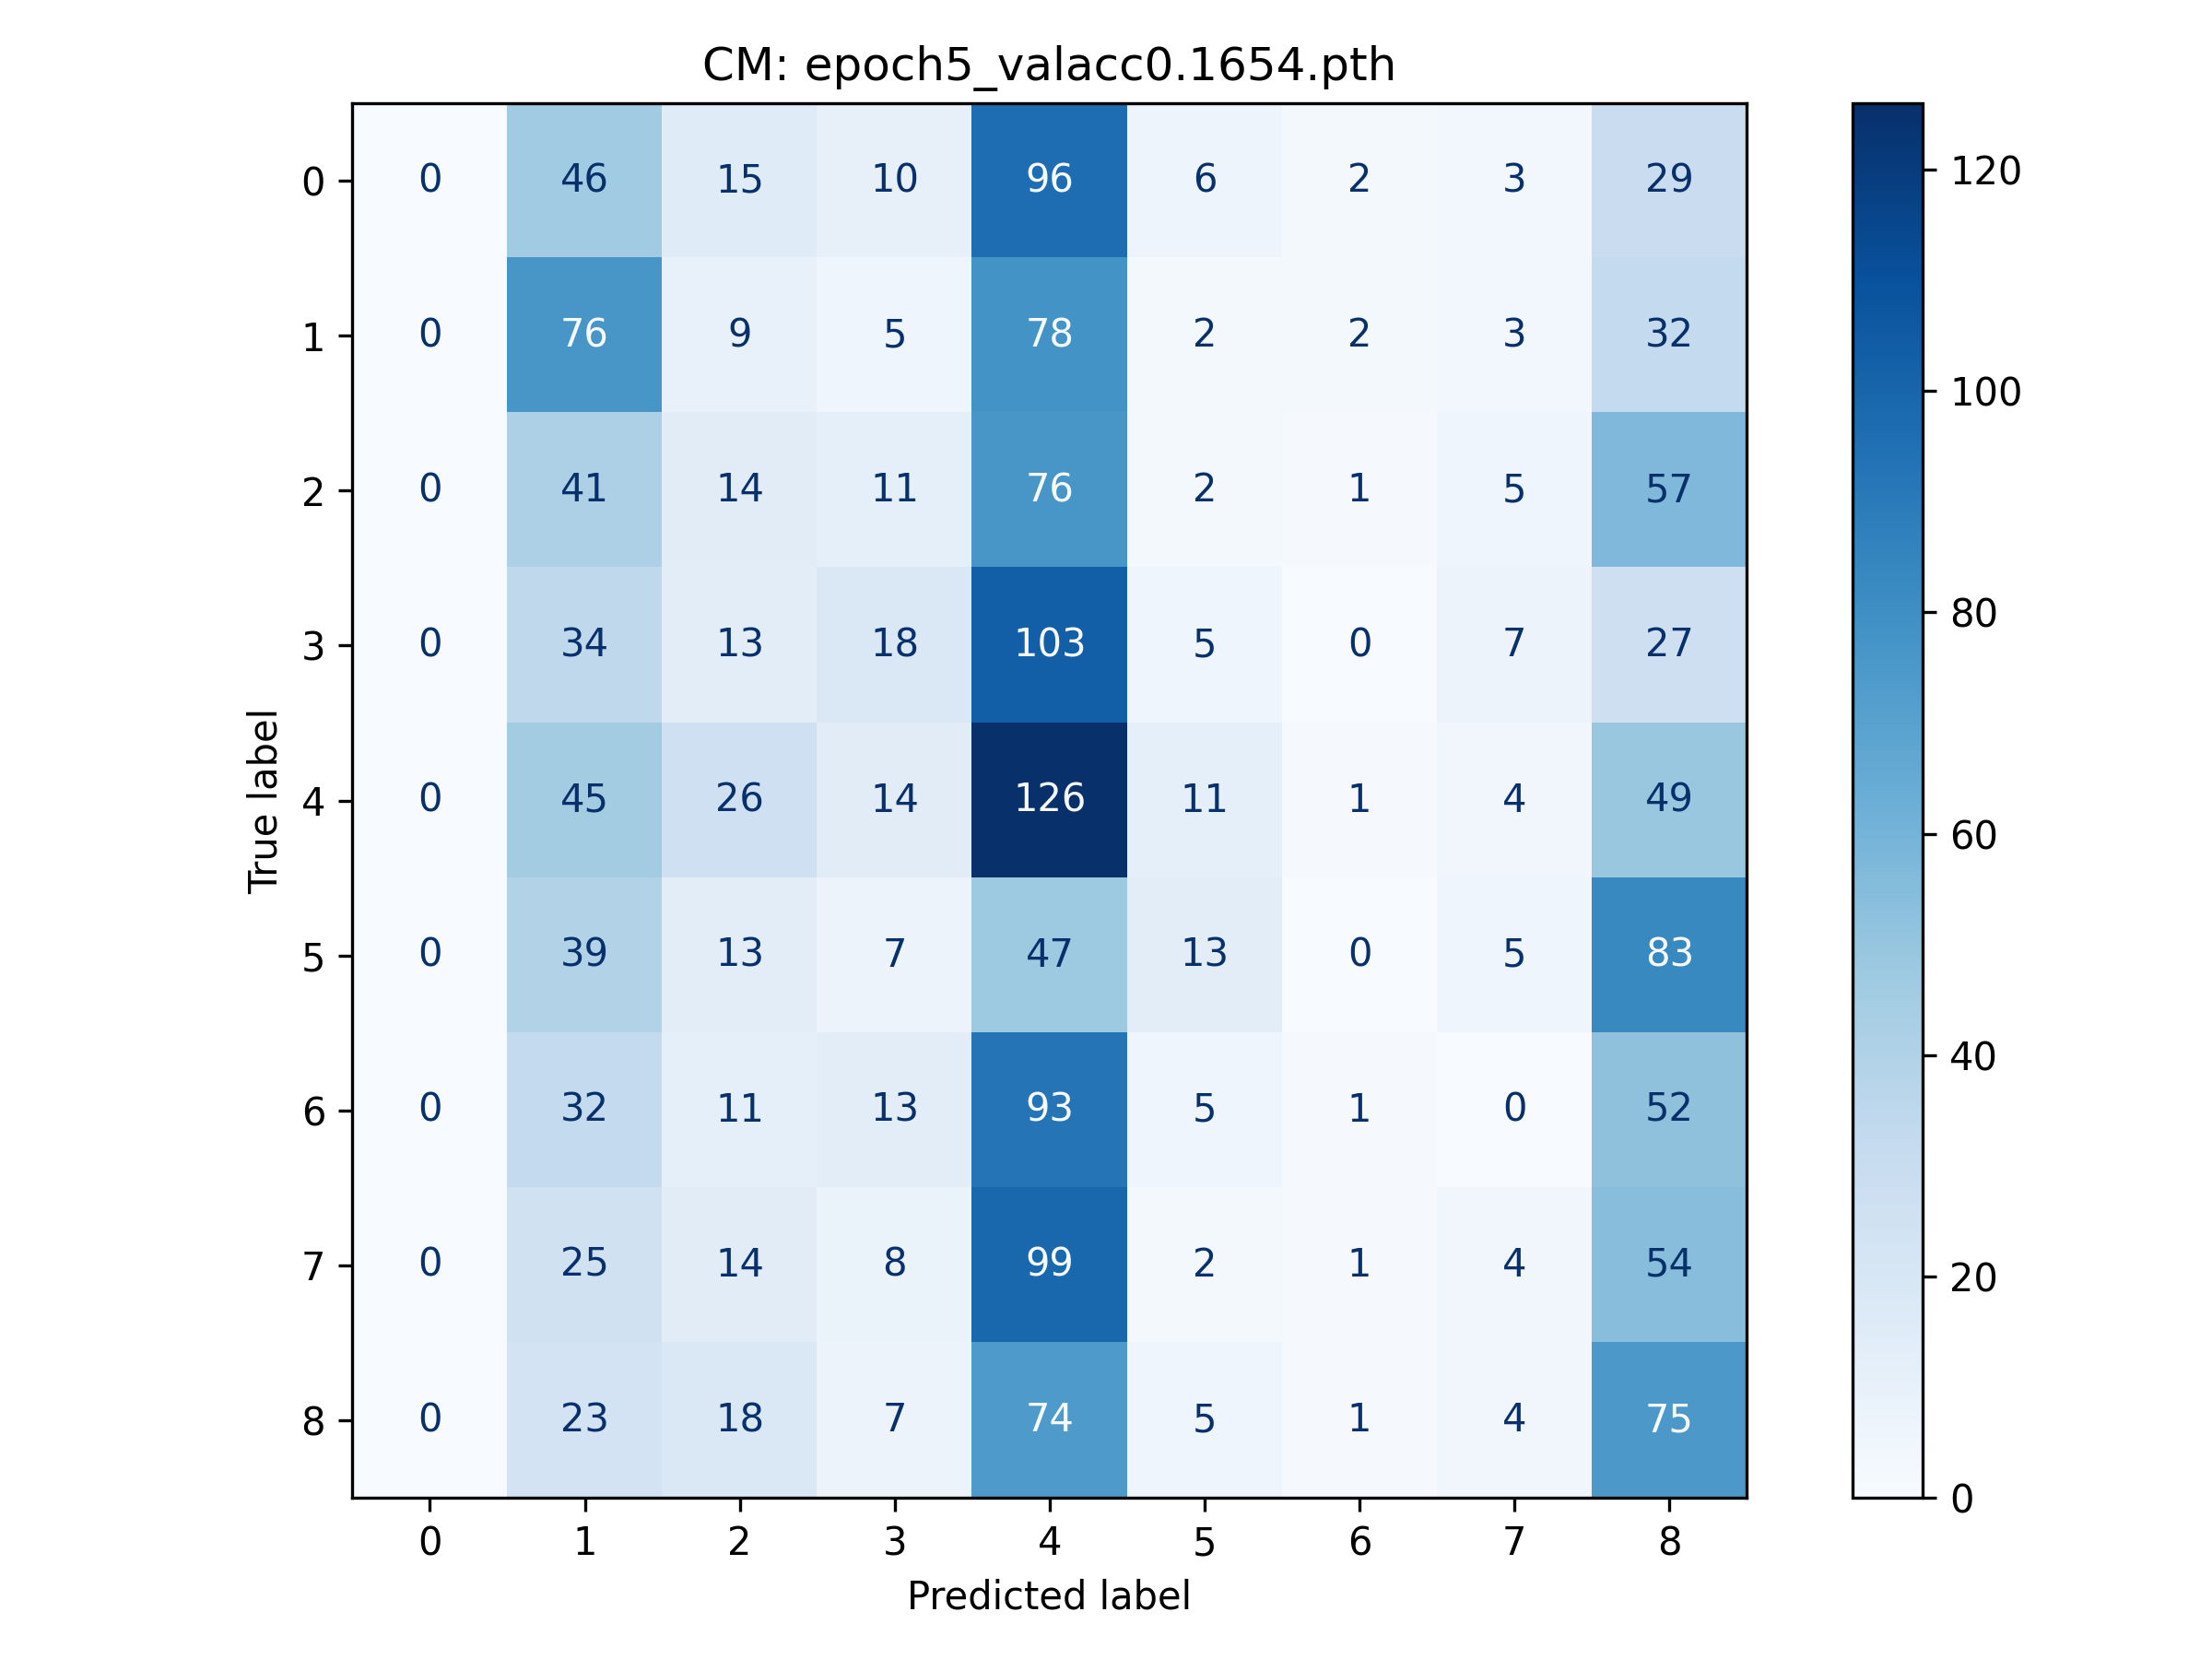 CM: epoch5_valacc0.1654.pth
0 0 46 15 10 96 6 2 3 29
1 0 76 9 5 78 2 2 3 32
2 0 41 14 11 76 2 1 5 57
3 0 34 13 18 103 5 0 7 27
4 0 45 26 14 126 11 1 4 49
5 0 39 13 7 47 13 0 5 83
6 0 32 11 13 93 5 1 0 52
7 0 25 14 8 99 2 1 4 54
8 0 23 18 7 74 5 1 4 75
0 1 2 3 4 5 6 7 8
Predicted label
True label
120
100
80
60
40
20
0